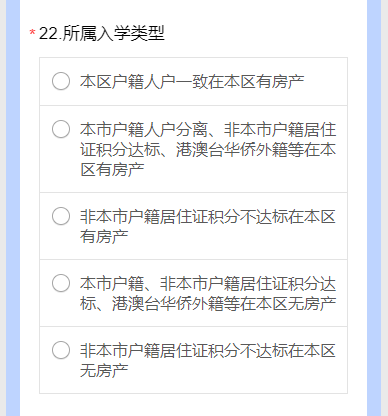 *22.所属入学类型
本区户籍人户一致在本区有房产
本市户籍人户分离、非本市户籍居住
证积分达标、港澳台华侨外籍等在本
区有房产
非本市户籍居住证积分不达标在本区
有房产
本市户籍、非本市户籍居住证积分达
标、港澳台华侨外籍等在本区无房产
非本市户籍居住证积分不达标在本区
无房产